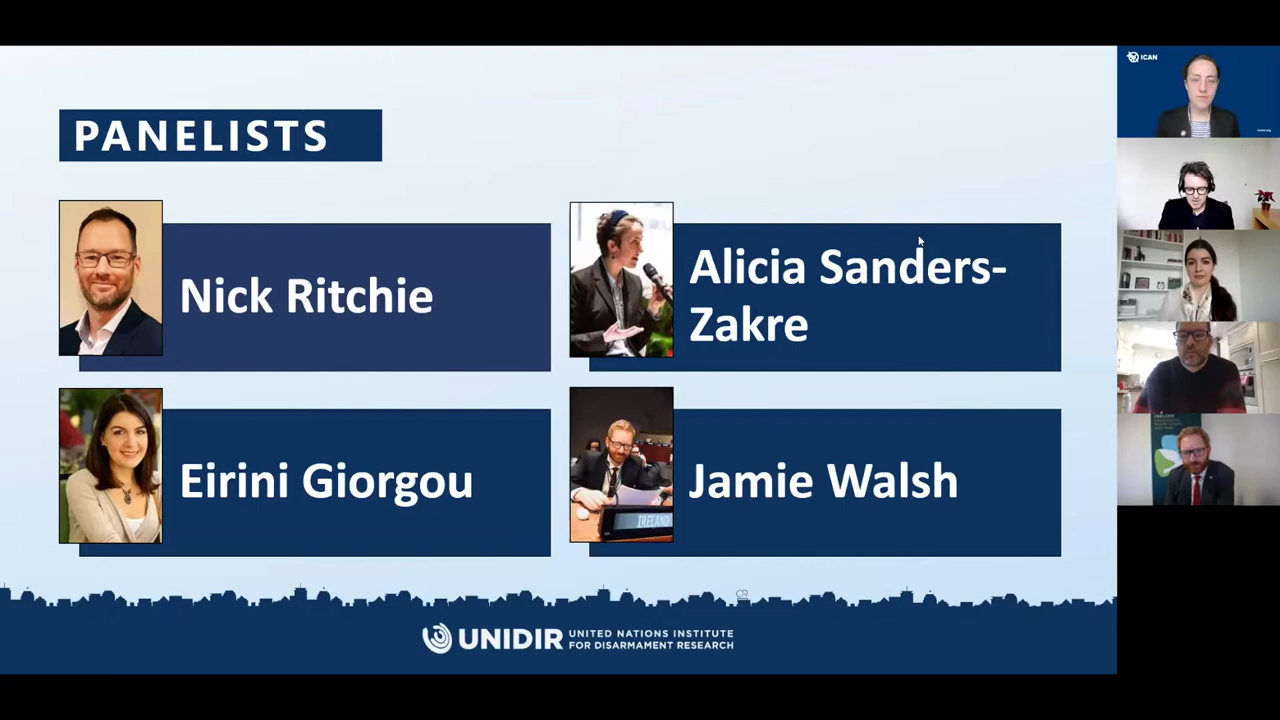 PANELISTS
Nick Ritchie
Alicia Sanders-
Zakre
Eirini Giorgou
Jamie Walsh
IRELAND
UNIDIR
UNITED NATIONS INSTITUTE
FOR DISARMAMENT RESEARCH
ICAN
IRELAND